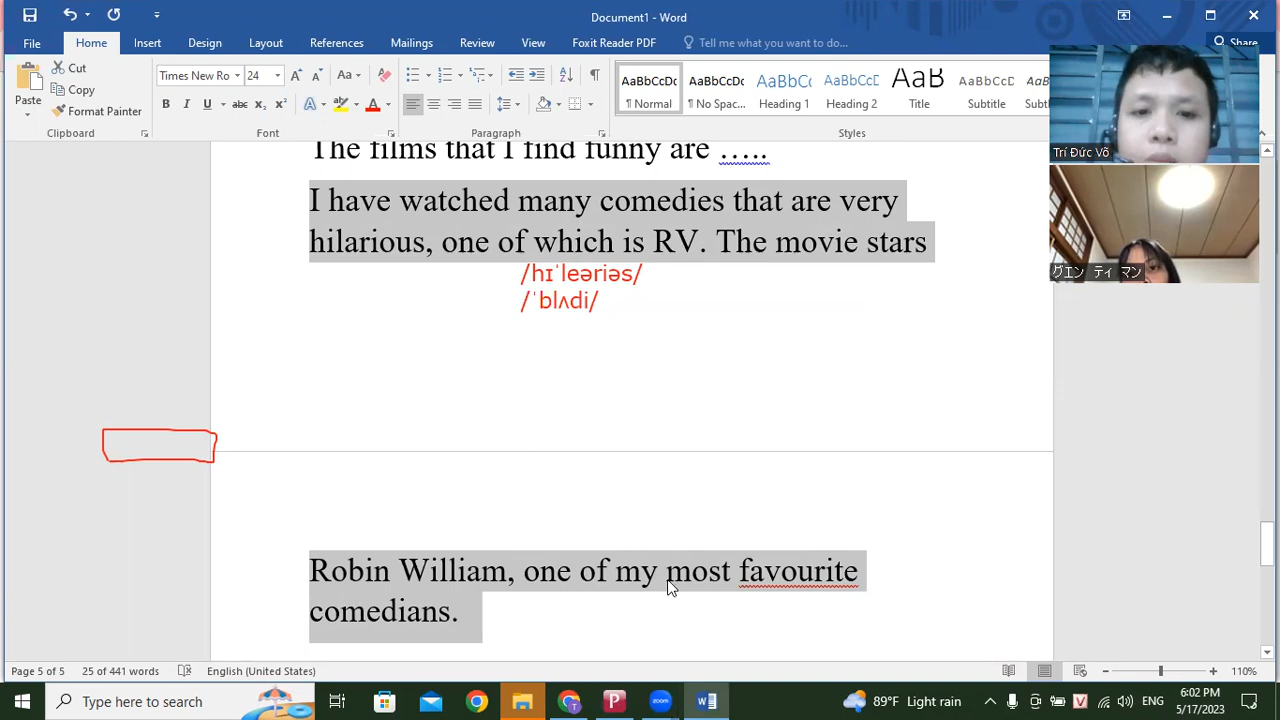 Document1 - Word
File
Home
Insert
Design
Layout
References
Mailings
Review
View
Foxit Reader PDF
Tell me what you want to do...
Share
Paste
Cut
Copy
Format Painter
Clipboard
Times New Ro
24
Font
Paragraph
AaBbCcDc
¶ Normal
AaBbCcDc
¶ No Spac...
AaBbCcDc
Heading 1
AaBbCcD
Heading 2
AaB
Title
AaBbCcD
Subtitle
Styles
Trí Đức Võ
グエン ティ マン
The films that I find funny are …..
I have watched many comedies that are very
hilarious, one of which is RV. The movie stars
/hɪˈleəriəs/
/ˈblʌdi/
Robin William, one of my most favourite
comedians.
Page 5 of 5
25 of 441 words
English (United States)
110%
Type here to search
89°F Light rain
ENG
6:02 PM
5/17/2023